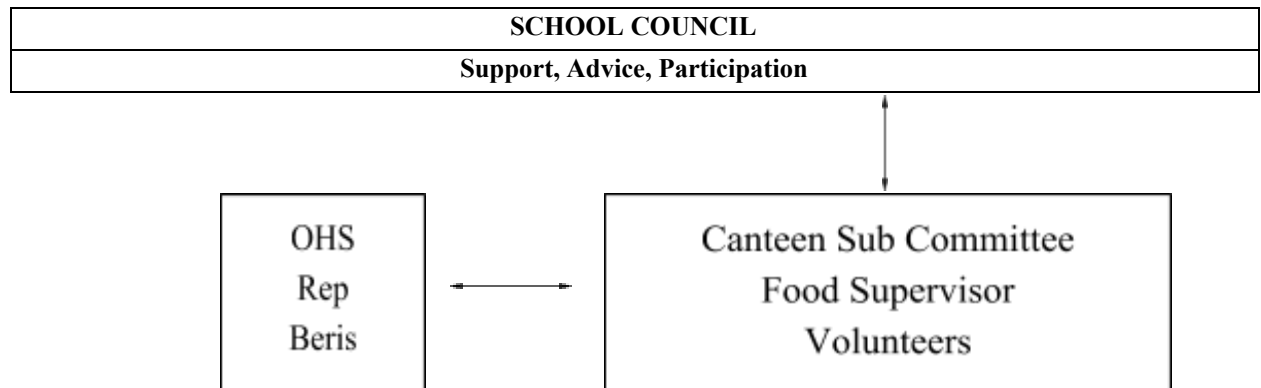 SCHOOL COUNCIL
Support, Advice, Participation
OHS
Rep
Beris
Canteen Sub Committee
Food Supervisor
Volunteers